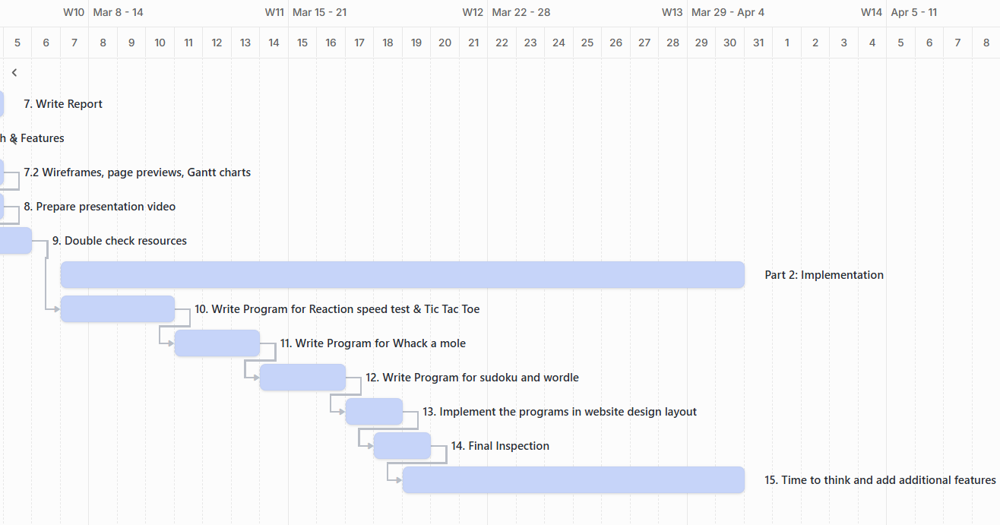 W10 Mar 8 - 14 W11 Mar 15 - 21 W12 Mar 22 - 28 W13 Mar 29 - Apr 4 W14 Apr 5 - 11
5 6 7 8 9 10 11 12 13 14 15 16 17 18 19 20 21 22 23 24 25 26 27 28 29 30 31 1 2 3 4 5 6 7 8
7. Write Report
h & Features
7.2 Wireframes, page previews, Gantt charts
8. Prepare presentation video
9. Double check resources
Part 2: Implementation
10. Write Program for Reaction speed test & Tic Tac Toe
11. Write Program for Whack a mole
12. Write Program for sudoku and wordle
13. Implement the programs in website design layout
14. Final Inspection
15. Time to think and add additional features